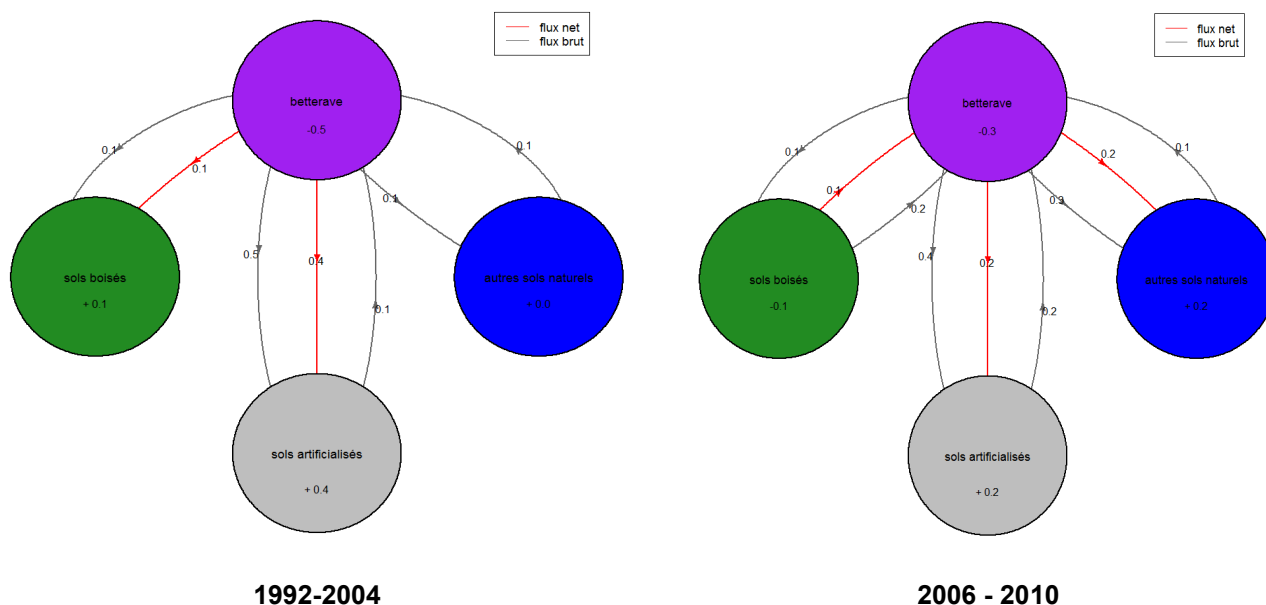 flux net
flux brut
betterave
-0.5
0.1
0.1
0.1
0.1
sols boisés
+ 0.1
0.5
0.4
0.1
autres sols naturels
+ 0.0
sols artificialisés
+ 0.4
1992-2004
flux net
flux brut
betterave
-0.3
0.1
0.2
0.1
0.1
0.2
0.3
sols boisés
-0.1
0.4
0.2
0.2
autres sols naturels
+ 0.2
sols artificialisés
+ 0.2
2006 - 2010